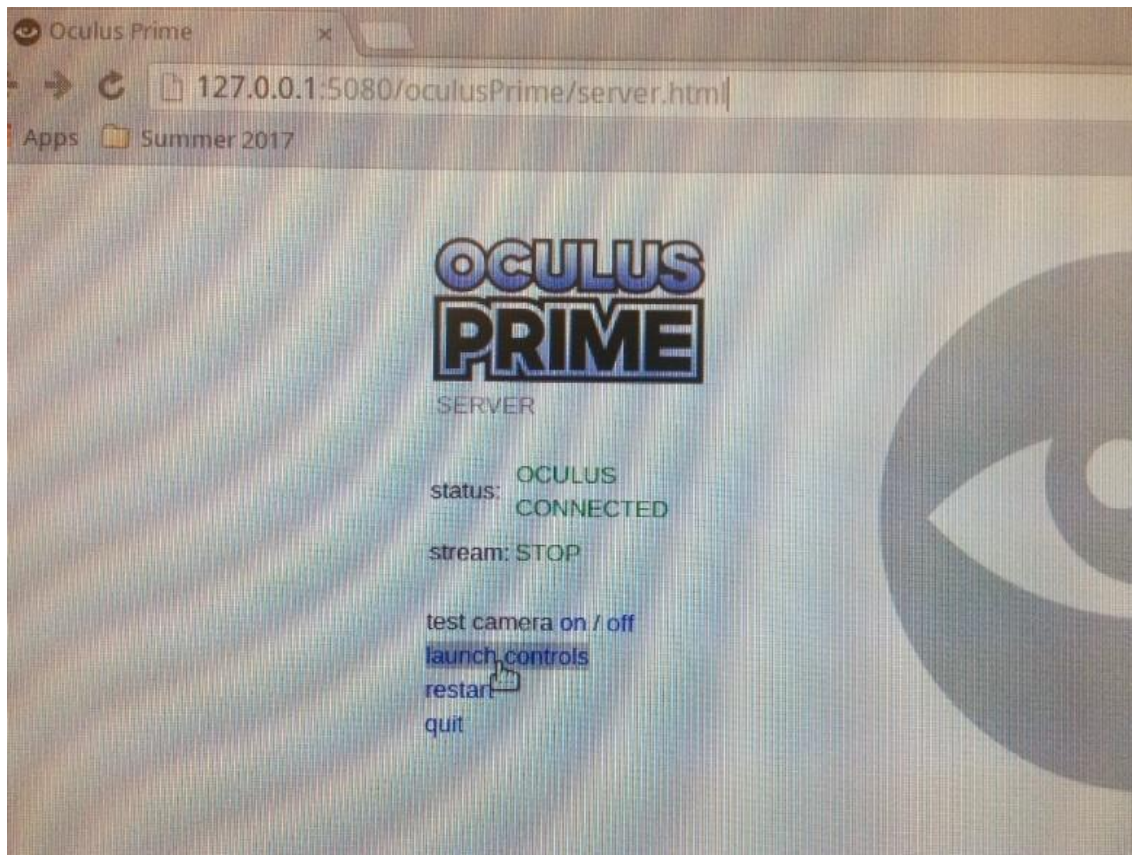 Oculus Prime
127.0.0.1:5080/oculusPrime/server.html
Apps Summer 2017
OCULUS
PRIME
SERVER
status: OCULUS
CONNECTED
stream: STOP
test camera on / off
launch controls
restart
quit